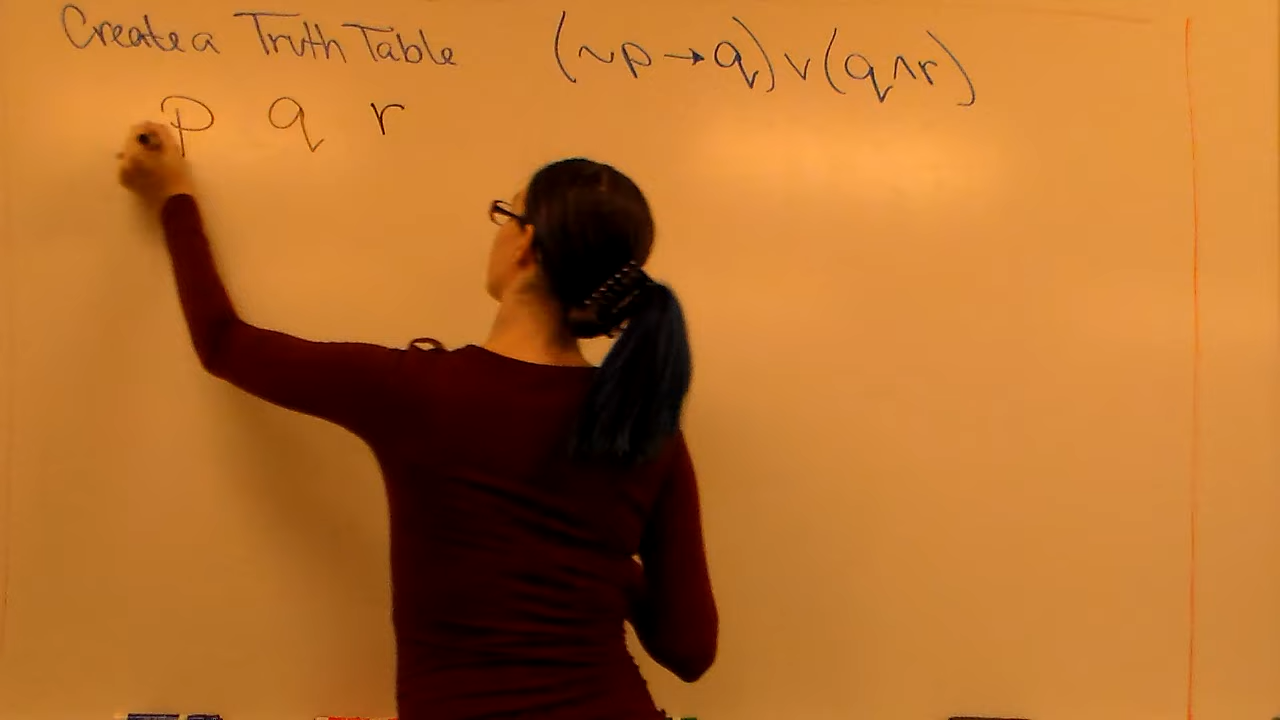 Create a Truth Table (~p→q)∨(q∧r)
p q r